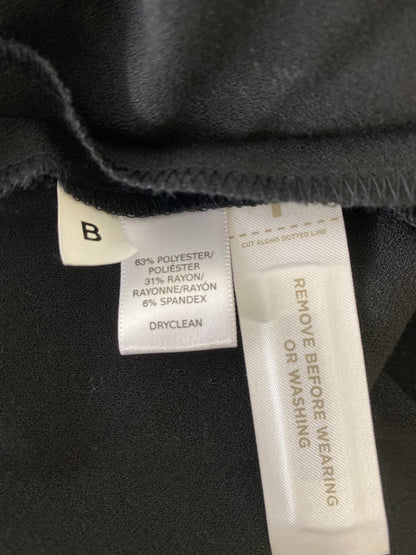 B
63% POLYESTER/
POLIÉSTER
31% RAYON/
RAYONNE/RAYÓN
6% SPANDEX
DRYCLEAN
CUT ALONG DOTTED LINE
REMOVE BEFORE WEARING
OR WASHING